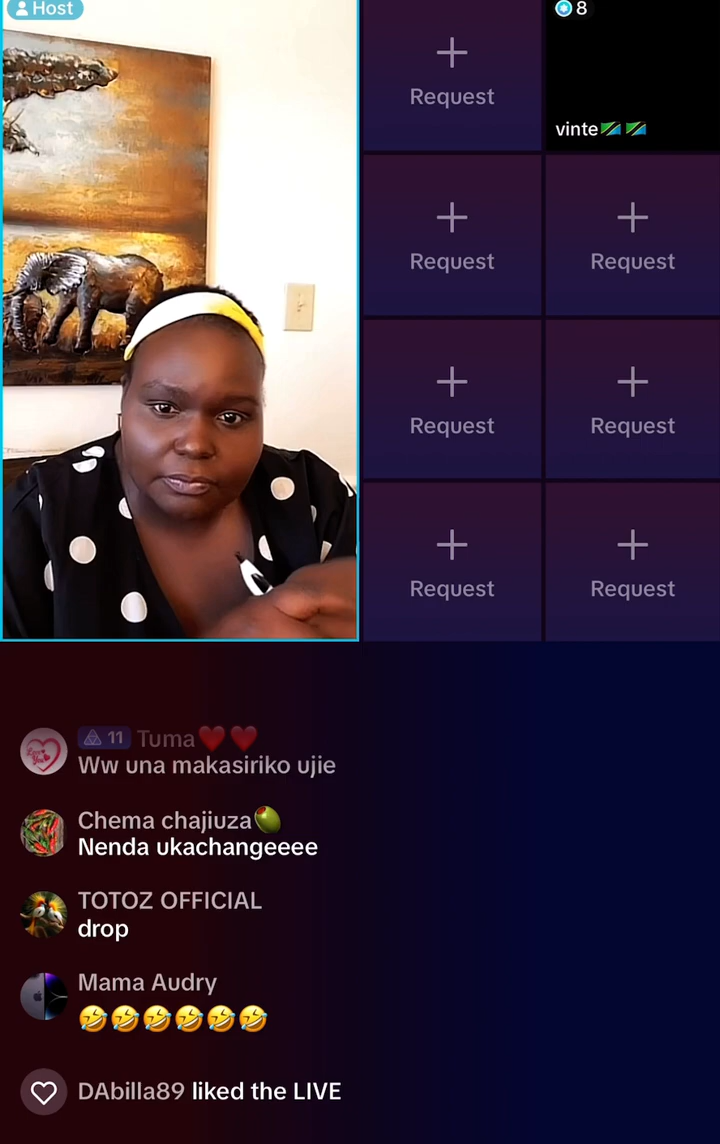 Host
8
vinte🇹🇿 🇹🇿
Request
Request
Request
Request
Request
Request
Request
11 Tuma❤️❤️
Ww una makasiriko ujie
Chema chajiuza🫒
Nenda ukachangeeee
TOTOZ OFFICIAL
drop
Mama Audry
🤣🤣🤣🤣🤣🤣
DAbilla89 liked the LIVE